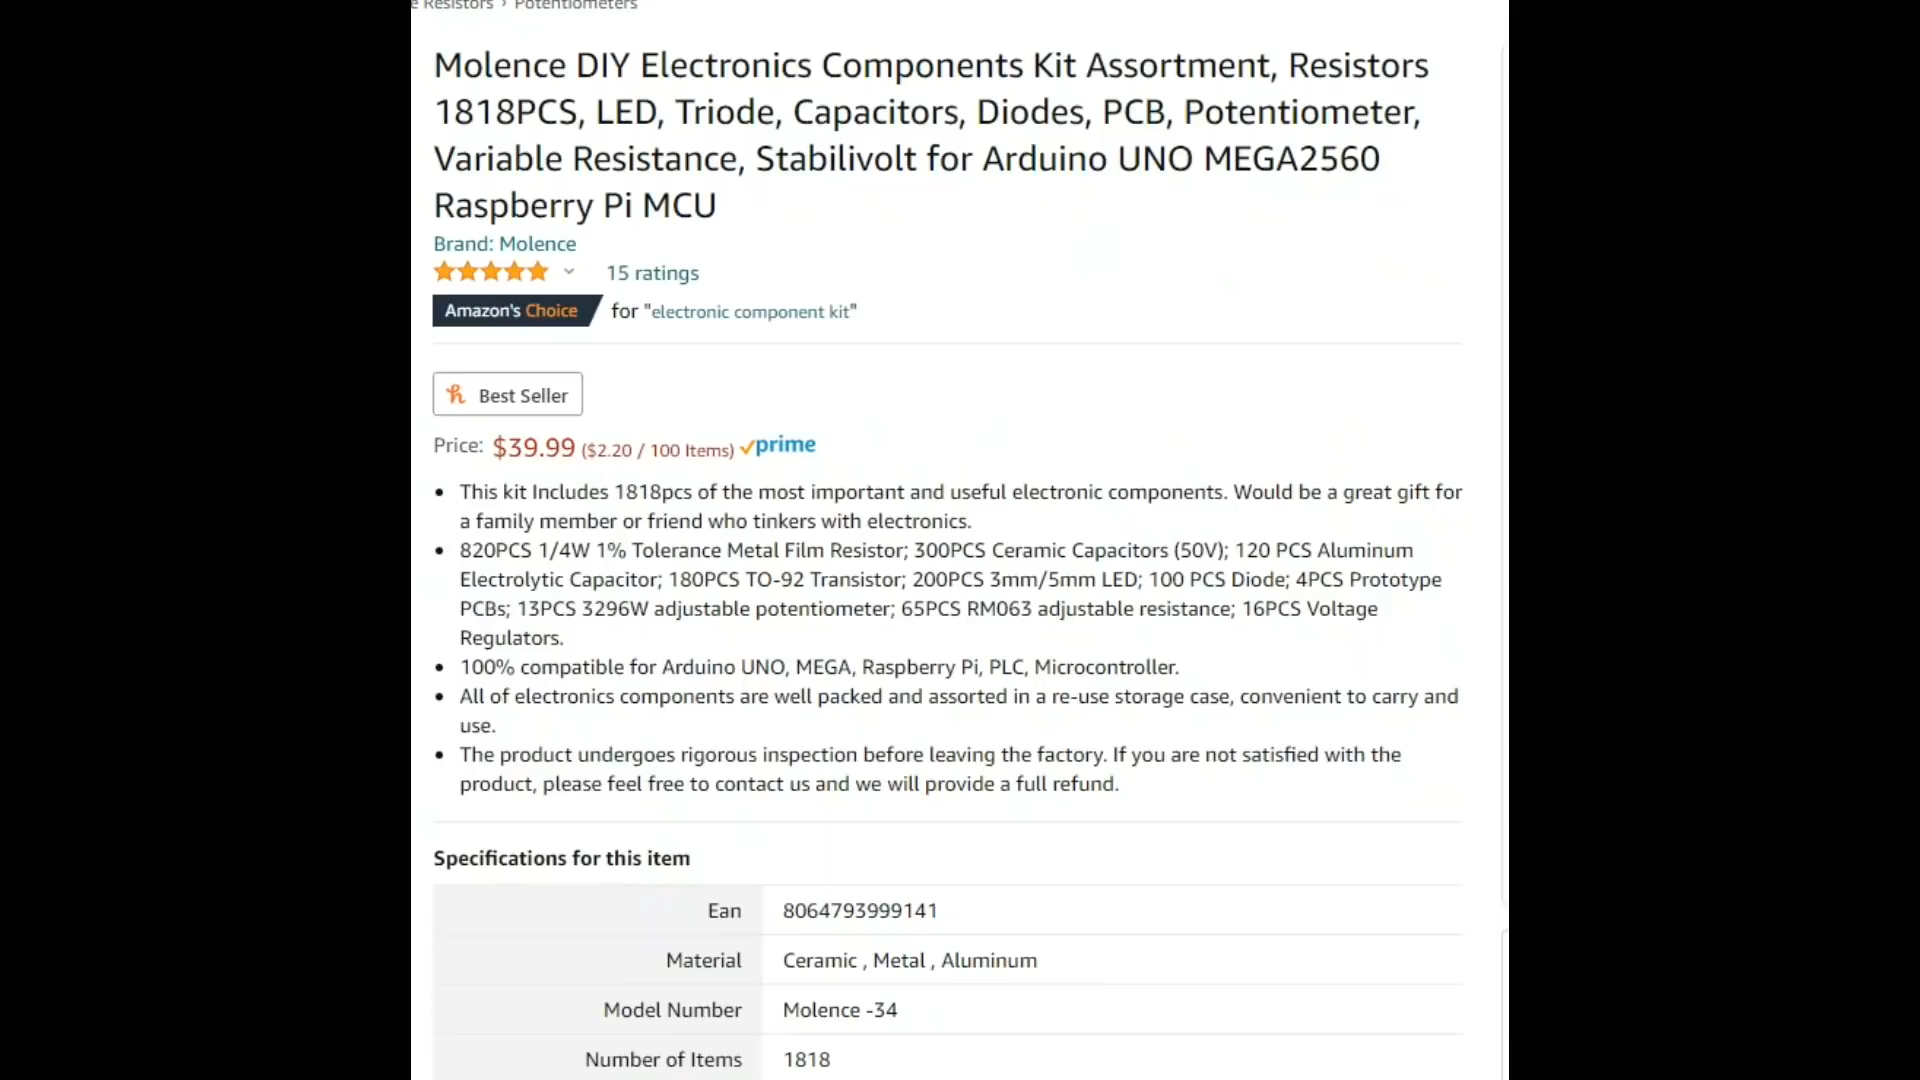 e Resistors › Potentiometers
Molence DIY Electronics Components Kit Assortment, Resistors
1818PCS, LED, Triode, Capacitors, Diodes, PCB, Potentiometer,
Variable Resistance, Stabilivolt for Arduino UNO MEGA2560
Raspberry Pi MCU
Brand: Molence
15 ratings
Amazon's Choice for "electronic component kit"
Best Seller
Price: $39.99 ($2.20 / 100 Items) prime
• This kit Includes 1818pcs of the most important and useful electronic components. Would be a great gift for
a family member or friend who tinkers with electronics.
• 820PCS 1/4W 1% Tolerance Metal Film Resistor; 300PCS Ceramic Capacitors (50V); 120 PCS Aluminum
Electrolytic Capacitor; 180PCS TO-92 Transistor; 200PCS 3mm/5mm LED; 100 PCS Diode; 4PCS Prototype
PCBs; 13PCS 3296W adjustable potentiometer; 65PCS RM063 adjustable resistance; 16PCS Voltage
Regulators.
• 100% compatible for Arduino UNO, MEGA, Raspberry Pi, PLC, Microcontroller.
• All of electronics components are well packed and assorted in a re-use storage case, convenient to carry and
use.
• The product undergoes rigorous inspection before leaving the factory. If you are not satisfied with the
product, please feel free to contact us and we will provide a full refund.
Specifications for this item
Ean 8064793999141
Material Ceramic , Metal , Aluminum
Model Number Molence -34
Number of Items 1818